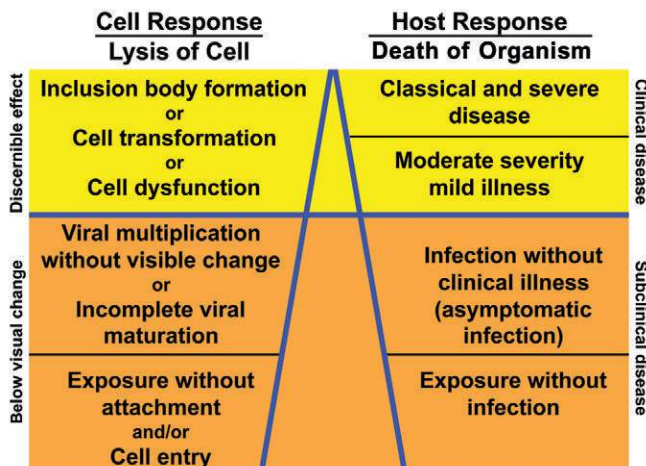 Cell Response
Lysis of Cell
Host Response
Death of Organism
Discernible effect
Inclusion body formation
or
Cell transformation
or
Cell dysfunction
Classical and severe
disease
Moderate severity
mild illness
Clinical disease
Below visual change
Viral multiplication
without visible change
or
Incomplete viral
maturation
Infection without
clinical illness
(asymptomatic
infection)
Subclinical disease
Exposure without
attachment
and/or
Cell entry
Exposure without
infection